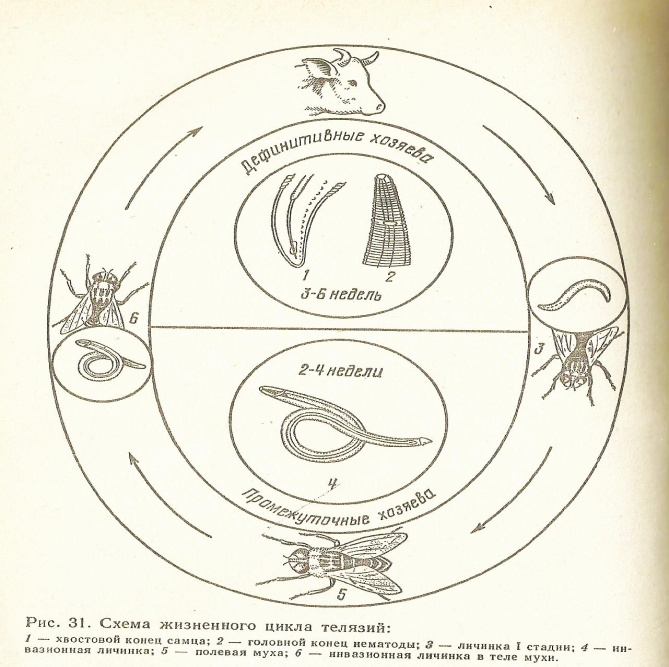 Дефинитивные хозяева
1
2
3-6 недель
6
3
2-4 недели
4
Промежуточные хозяева
5
Рис. 31. Схема жизненного цикла телязий:
1 — хвостовой конец самца; 2 — головной конец нематоды; 3 — личинка I стадии; 4 — ин-
вазионная личинка; 5 — полевая муха; 6 — инвазионная личинка в теле мухи.